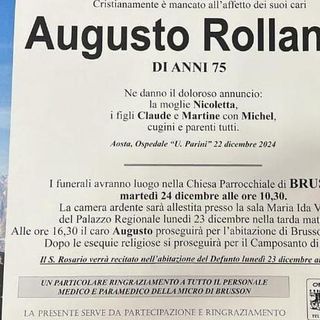 Cristianamente è mancato all'affetto dei suoi cari
Augusto Rollan
DI ANNI 75
Ne danno il doloroso annuncio:
la moglie Nicoletta,
i figli Claude e Martine con Michel,
cugini e parenti tutti.
Aosta, Ospedale "U. Parini" 22 dicembre 2024
I funerali avranno luogo nella Chiesa Parrocchiale di BRUS
martedì 24 dicembre alle ore 10,30.
La camera ardente sarà allestita presso la sala Maria Ida V
del Palazzo Regionale lunedì 23 dicembre nella tarda mat
Alle ore 16,30 il caro Augusto proseguirà per l'abitazione di Brusso
Dopo le esequie religiose si proseguirà per il Camposanto di
Il S. Rosario verrà recitato nell'abitazione del Defunto lunedì 23 dicembre al
UN PARTICOLARE RINGRAZIAMENTO A TUTTO IL PERSONALE
MEDICO E PARAMEDICO DELLA MICRO DI BRUSSON
LA PRESENTE SERVE DA PARTECIPAZIONE E RINGRAZIAMENTO